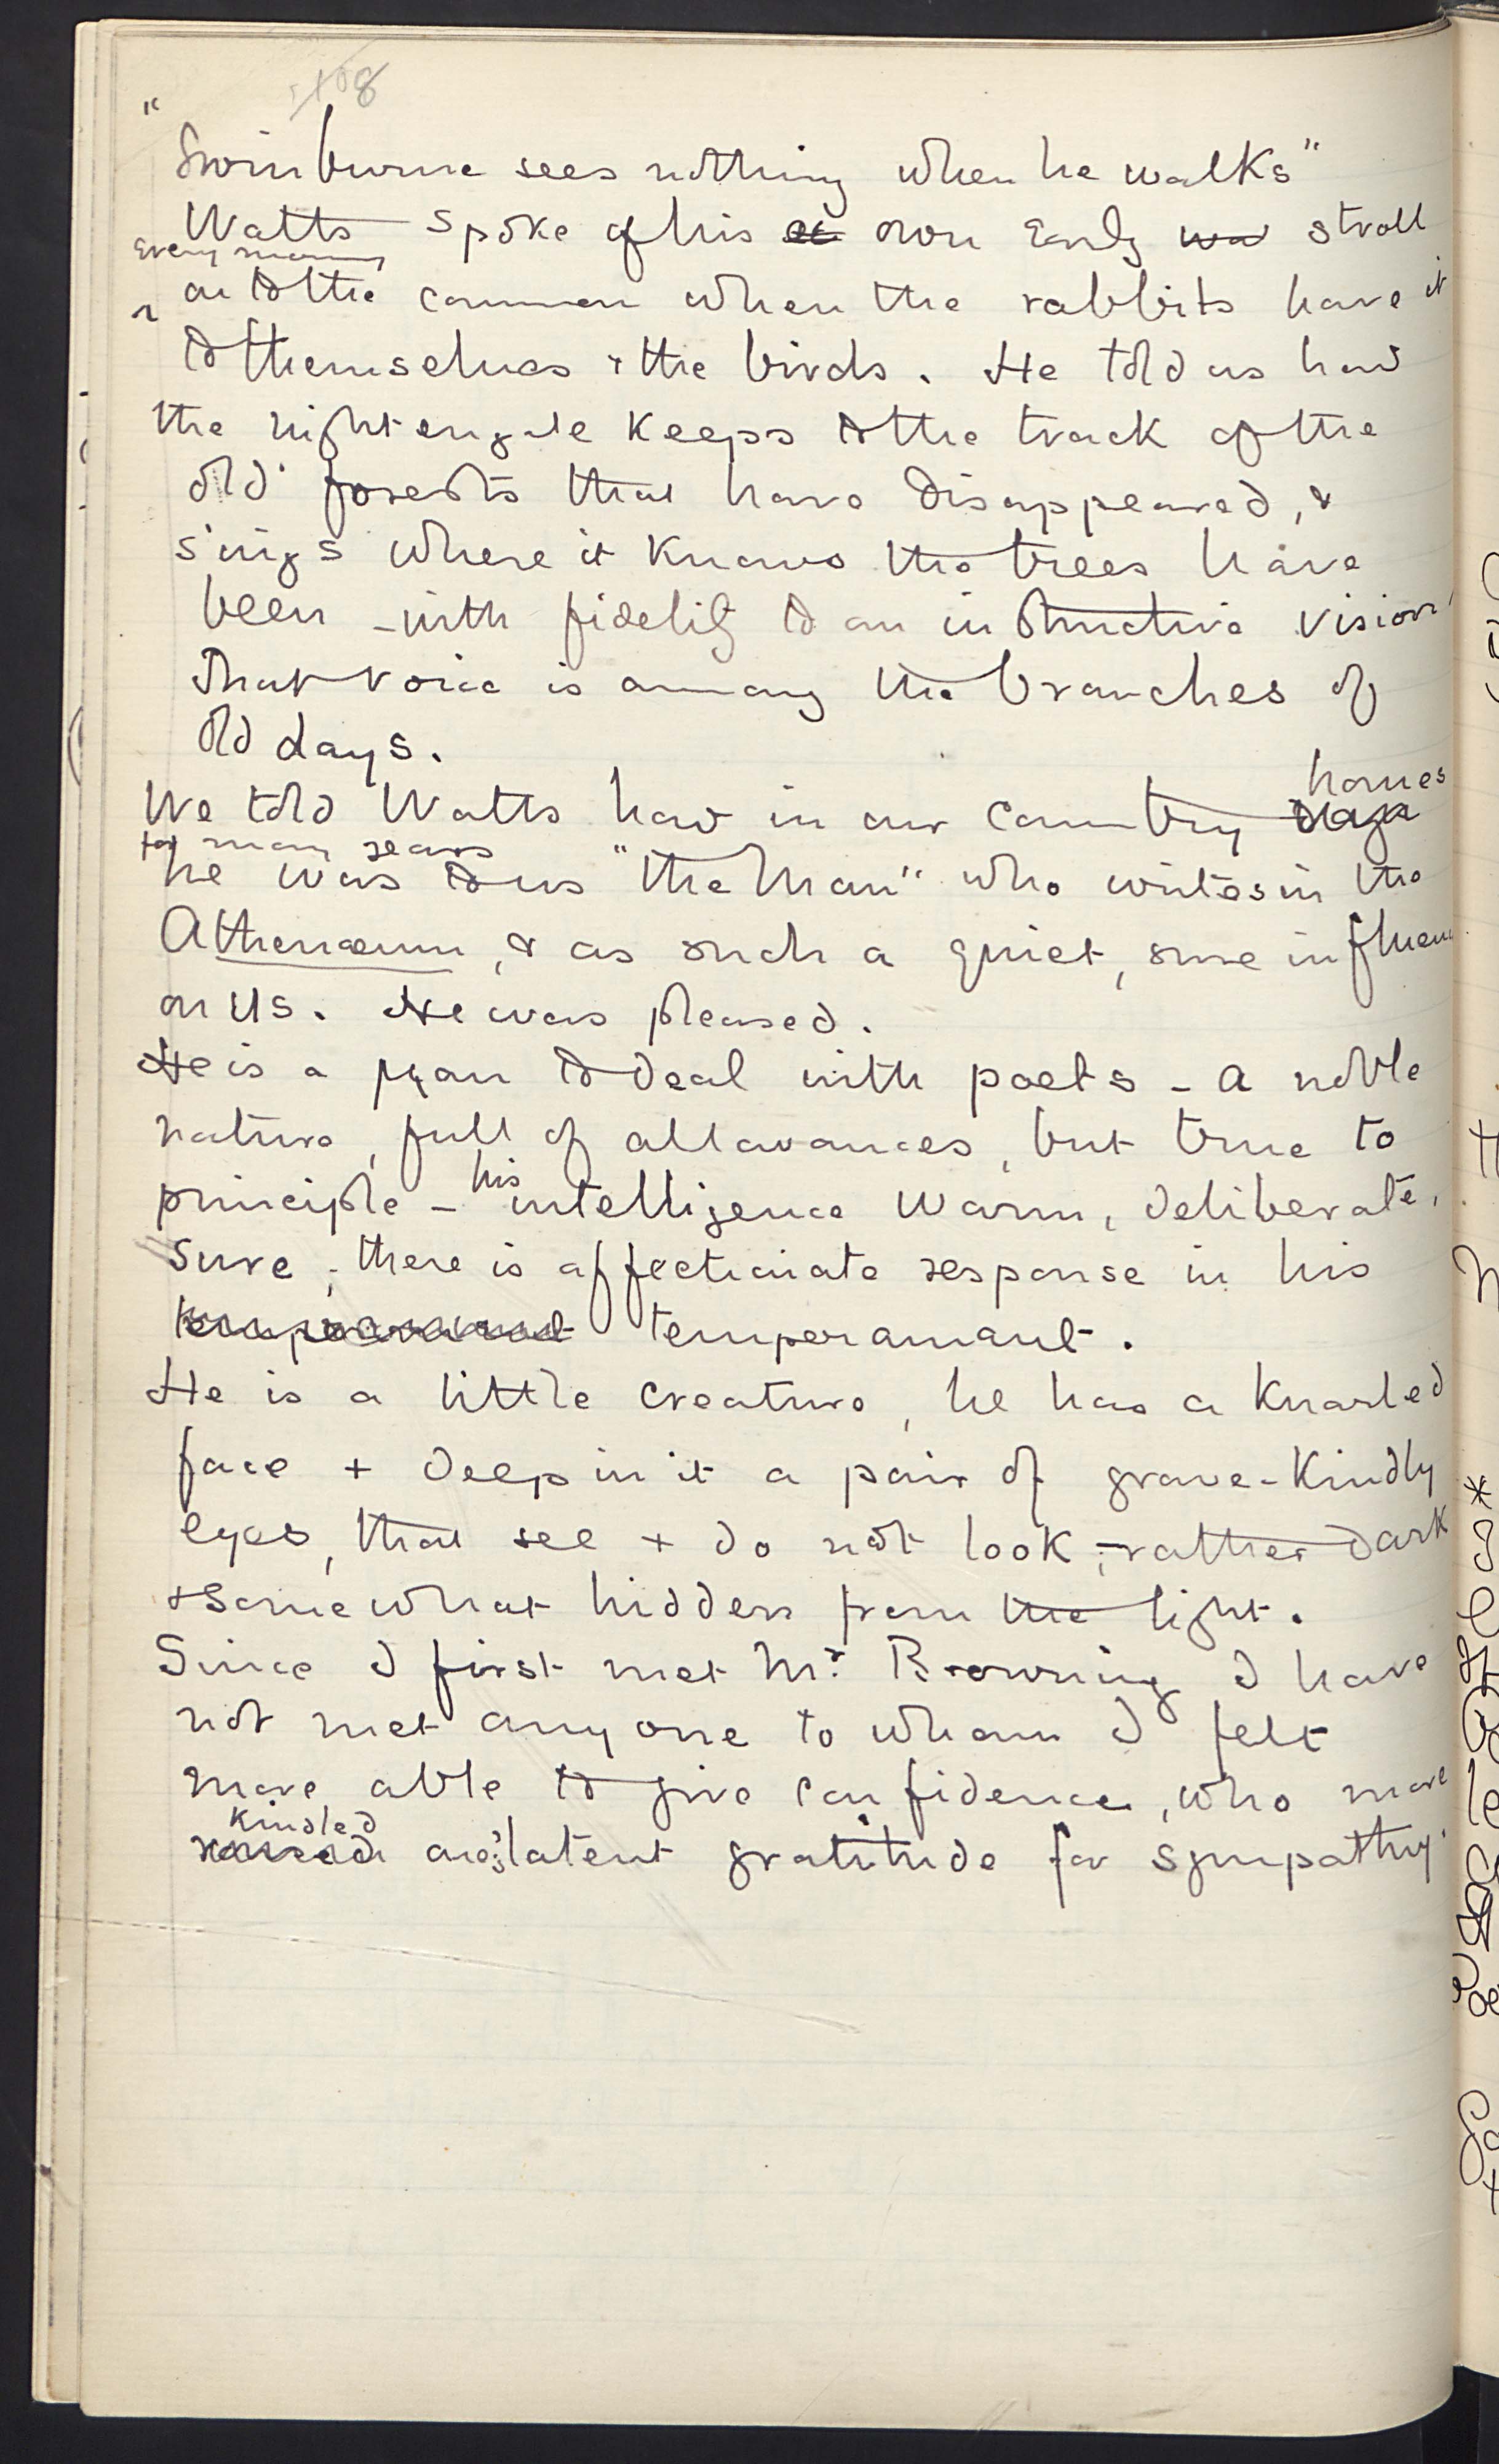 108
"Swinburne sees nothing when he walks"
Watts spoke of his own early wa stroll
every morning
on to the common when the rabbits have it
to themselves & the birds. He told us how
the nightengale keeps to the track of the
old forests that have disappeared, &
sings where it knows the trees have
been - with fidelity to an instinctive vision
That voice is among the branches of
old days.
homes
We told Watts how in our country days
for many years
he was to us "the Man" who writes in the
Athenæum, & as such a quiet, sure influence
on us. He was pleased.
He is a man to deal with poets - a noble
nature, full of allowances, but true to
principle - his intelligence warm, deliberate,
sure; there is affectionate response in his
temperament temperament.
He is a little creature, he has a knarled
face + deep in it a pair of grave-kindly
eyes, that see + do not look, - rather dark
& somewhat hidden from the light.
Since I first met Mr Browning I have
not met anyone to whom I felt
more able to give confidence, who more
kindled
one's latent gratitude for sympathy.